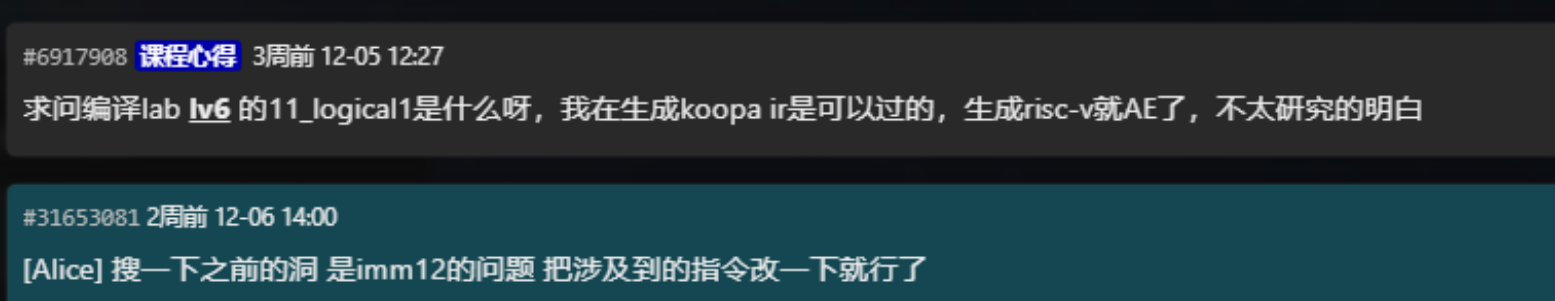 #6917908 课程心得 3周前 12-05 12:27
求问编译lab lv6 的11_logical1是什么呀，我在生成koopa ir是可以过的，生成risc-v就AE了，不太研究的明白
#31653081 2周前 12-06 14:00
[Alice] 搜一下之前的洞 是imm12的问题 把涉及到的指令改一下就行了